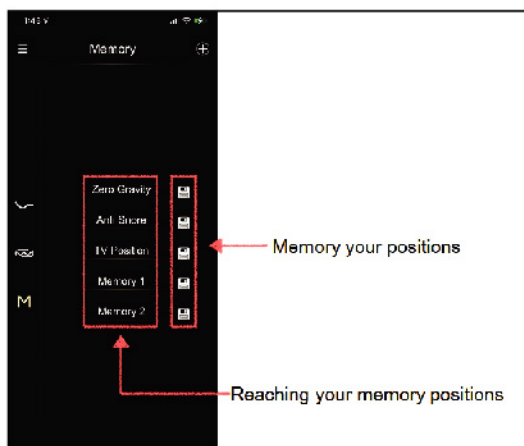 Memory
Zero Gravity
Anti Snore
TV Position
Memory 1
Memory 2
M
Memory your positions
Reaching your memory positions